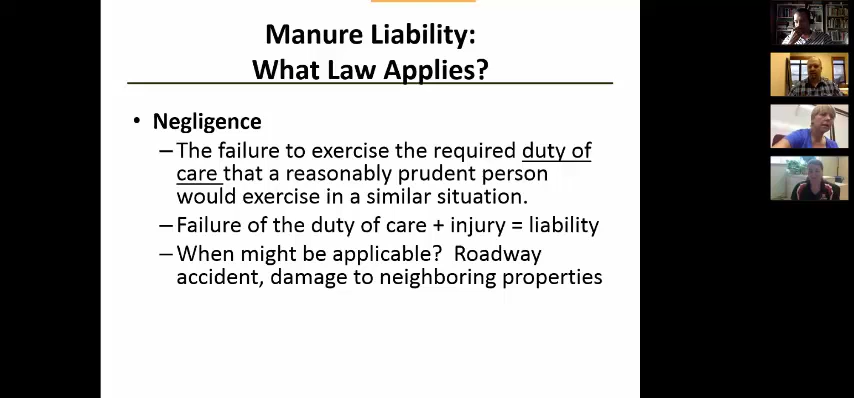 Manure Liability:
What Law Applies?
• Negligence
–The failure to exercise the required duty of
care that a reasonably prudent person
would exercise in a similar situation.
–Failure of the duty of care + injury = liability
–When might be applicable? Roadway
accident, damage to neighboring properties